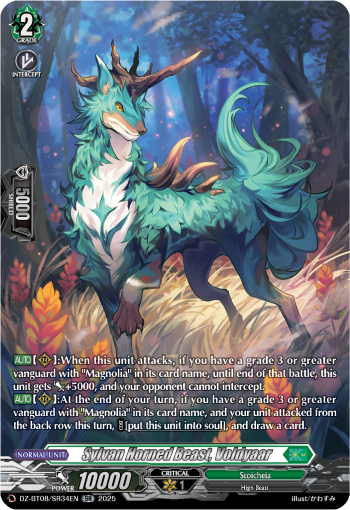 2
GRADE
INTERCEPT
5000
SHIELD
AUTO【 】:When this unit attacks, if you have a grade 3 or greater
vanguard with "Magnolia" in its card name, until end of that battle, this
unit gets +5000, and your opponent cannot intercept.
AUTO【 】:At the end of your turn, if you have a grade 3 or greater
vanguard with "Magnolia" in its card name, and your unit attacked from
the back row this turn, COST[put this unit into soul], and draw a card.
NORMAL UNIT
Sylvan Horned Beast, Voldyaar
POWER 10000
CRITICAL
1
Stoicheia
High Beast
DZ-BT08/SR34EN SR 2025
illust/かわすみ